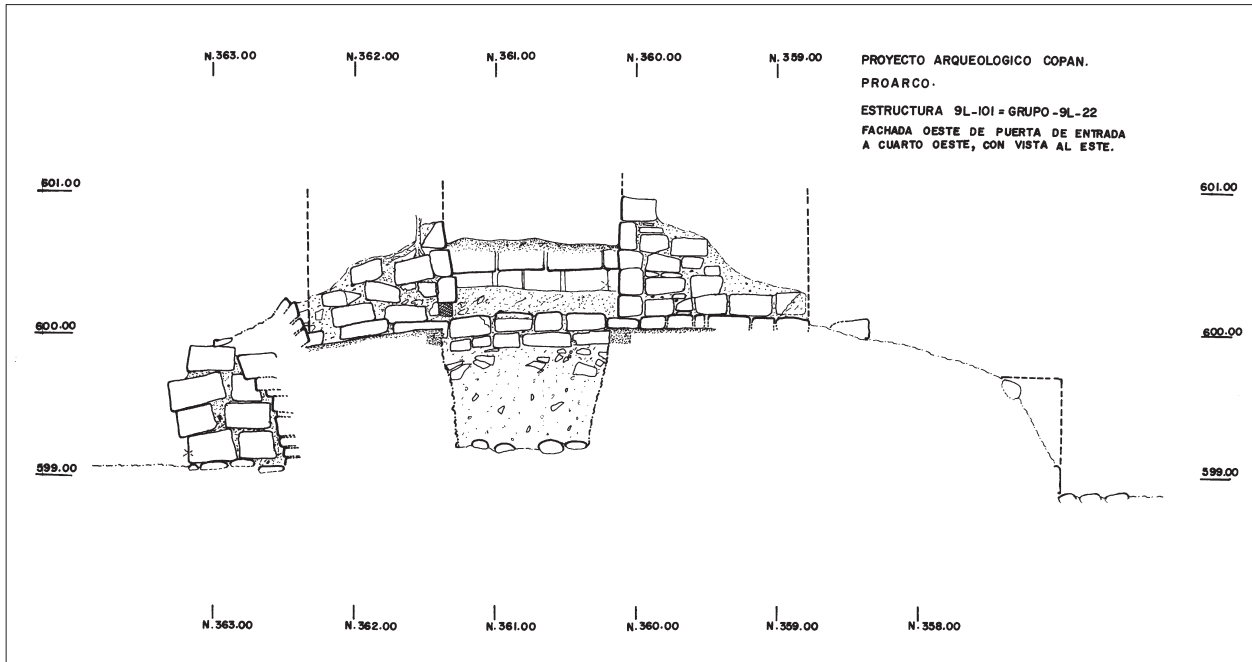 N.363.00 N.362.00 N.361.00 N.360.00 N.359.00
PROYECTO ARQUEOLOGICO COPAN.
PROARCO.
ESTRUCTURA 9L-101 = GRUPO-9L-22
FACHADA OESTE DE PUERTA DE ENTRADA
A CUARTO OESTE, CON VISTA AL ESTE.
601.00 601.00
600.00 600.00
599.00 599.00
N.363.00 N.362.00 N.361.00 N.360.00 N.359.00 N.358.00